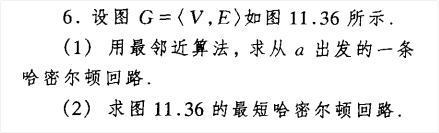 6. 设图 G=⟨V,E⟩如图 11.36 所示.
(1) 用最邻近算法, 求从 a 出发的一条
哈密尔顿回路.
(2) 求图 11.36 的最短哈密尔顿回路.